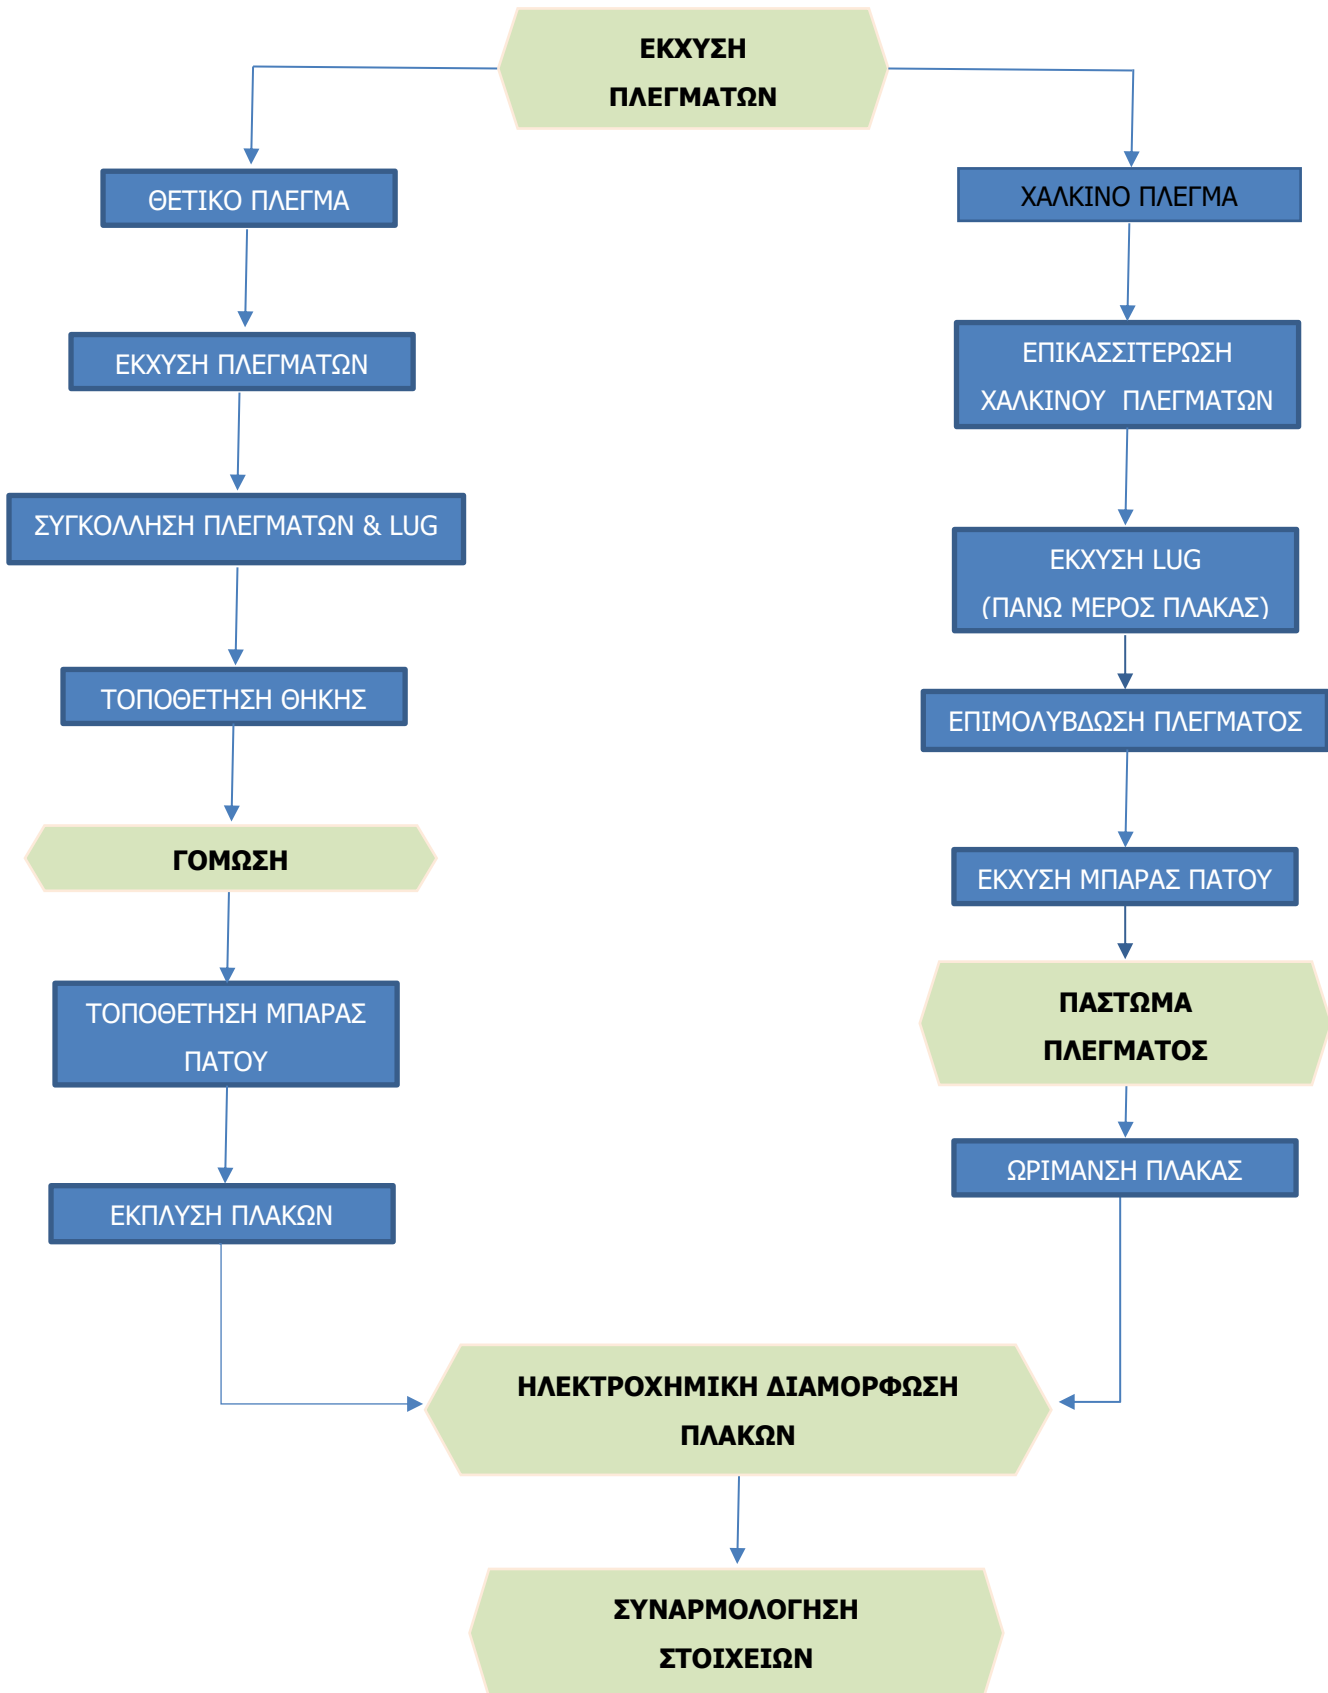 ΕΚΧΥΣΗ
ΠΛΕΓΜΑΤΩΝ
ΘΕΤΙΚΟ ΠΛΕΓΜΑ
ΕΚΧΥΣΗ ΠΛΕΓΜΑΤΩΝ
ΣΥΓΚΟΛΛΗΣΗ ΠΛΕΓΜΑΤΩΝ & LUG
ΤΟΠΟΘΕΤΗΣΗ ΘΗΚΗΣ
ΓΟΜΩΣΗ
ΤΟΠΟΘΕΤΗΣΗ ΜΠΑΡΑΣ
ΠΑΤΟΥ
ΕΚΠΛΥΣΗ ΠΛΑΚΩΝ
ΧΑΛΚΙΝΟ ΠΛΕΓΜΑ
ΕΠΙΚΑΣΣΙΤΕΡΩΣΗ
ΧΑΛΚΙΝΟΥ ΠΛΕΓΜΑΤΩΝ
ΕΚΧΥΣΗ LUG
(ΠΑΝΩ ΜΕΡΟΣ ΠΛΑΚΑΣ)
ΕΠΙΜΟΛΥΒΔΩΣΗ ΠΛΕΓΜΑΤΟΣ
ΕΚΧΥΣΗ ΜΠΑΡΑΣ ΠΑΤΟΥ
ΠΑΣΤΩΜΑ
ΠΛΕΓΜΑΤΟΣ
ΩΡΙΜΑΝΣΗ ΠΛΑΚΑΣ
ΗΛΕΚΤΡΟΧΗΜΙΚΗ ΔΙΑΜΟΡΦΩΣΗ
ΠΛΑΚΩΝ
ΣΥΝΑΡΜΟΛΟΓΗΣΗ
ΣΤΟΙΧΕΙΩΝ